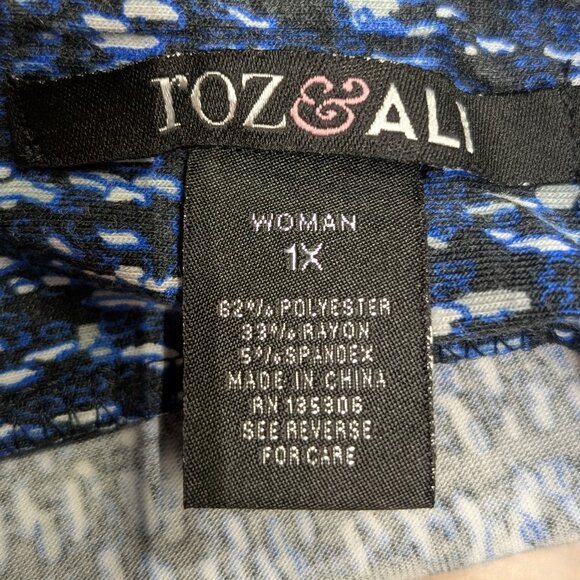 roz&ALI
WOMAN
1X
62% POLYESTER
33% RAYON
5% SPANDEX
MADE IN CHINA
RN 135306
SEE REVERSE
FOR CARE